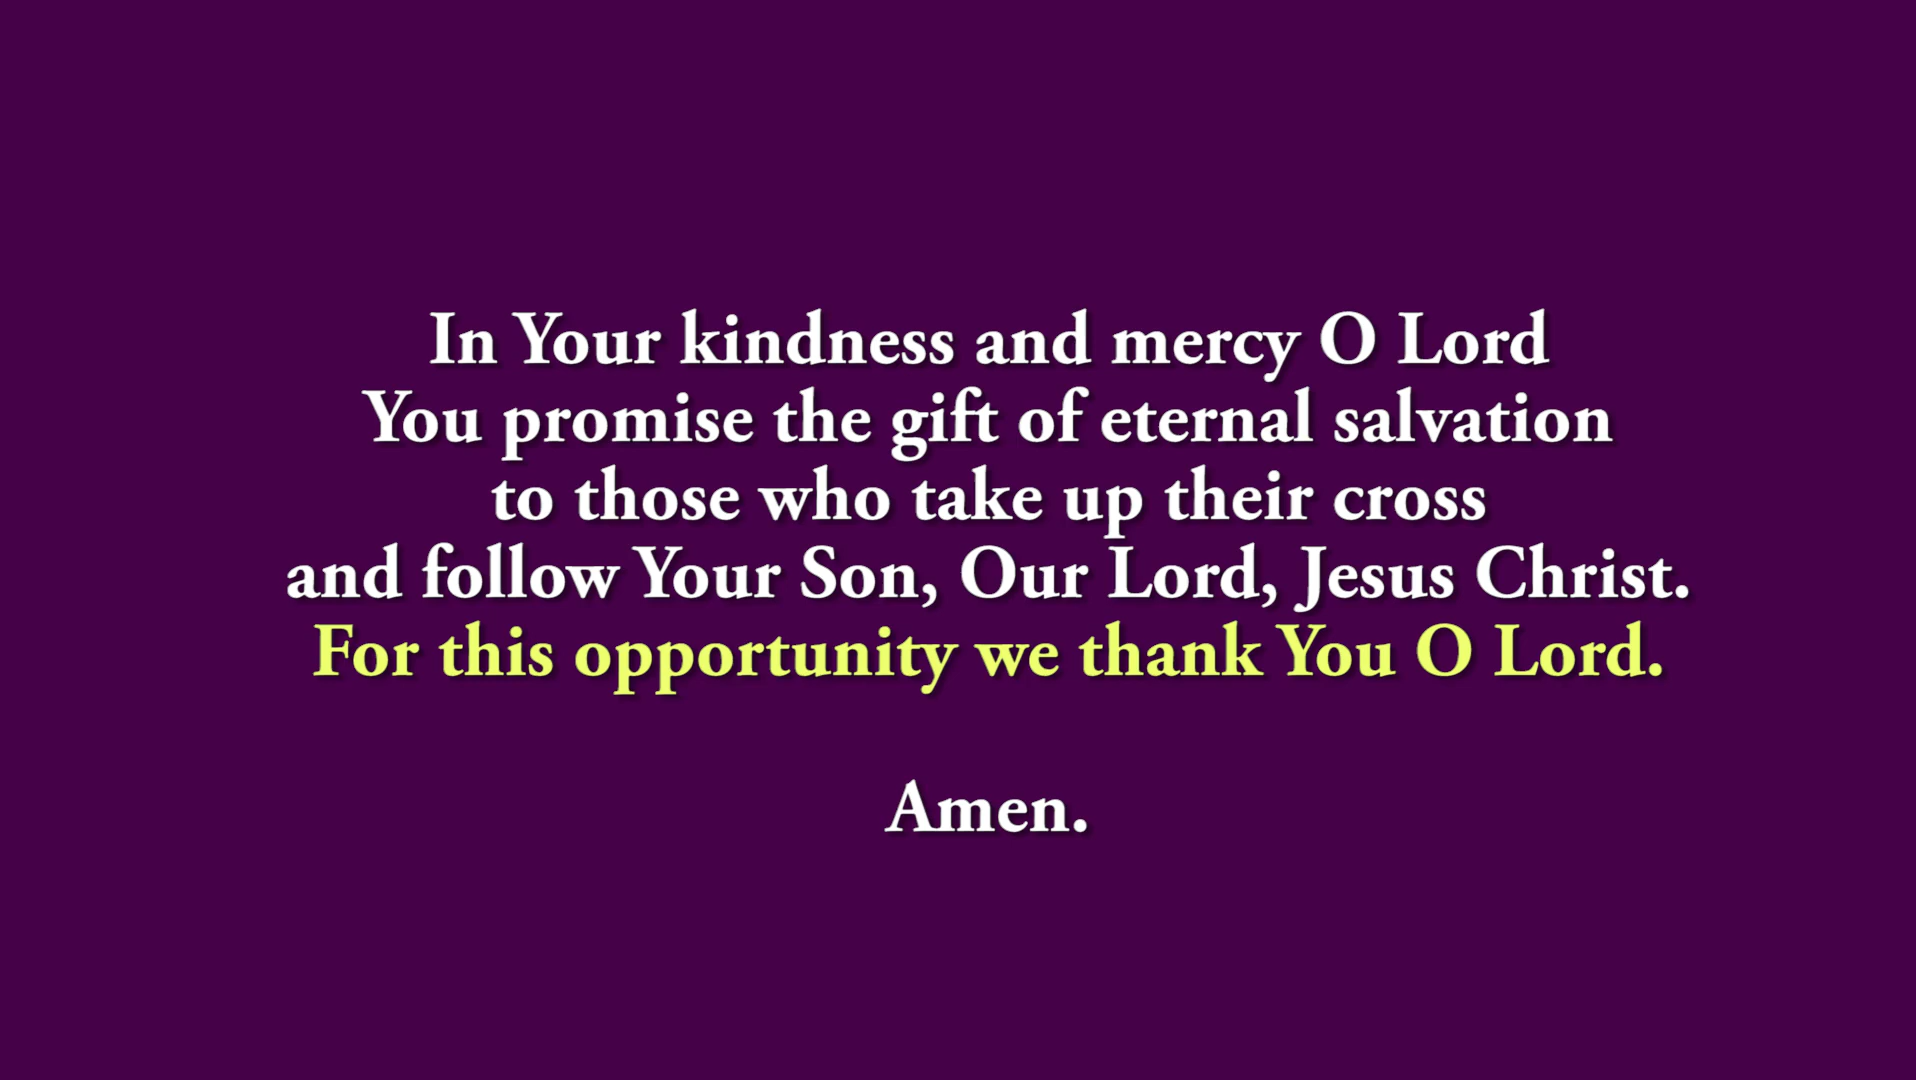 In Your kindness and mercy O Lord
You promise the gift of eternal salvation
to those who take up their cross
and follow Your Son, Our Lord, Jesus Christ.
For this opportunity we thank You O Lord.
Amen.